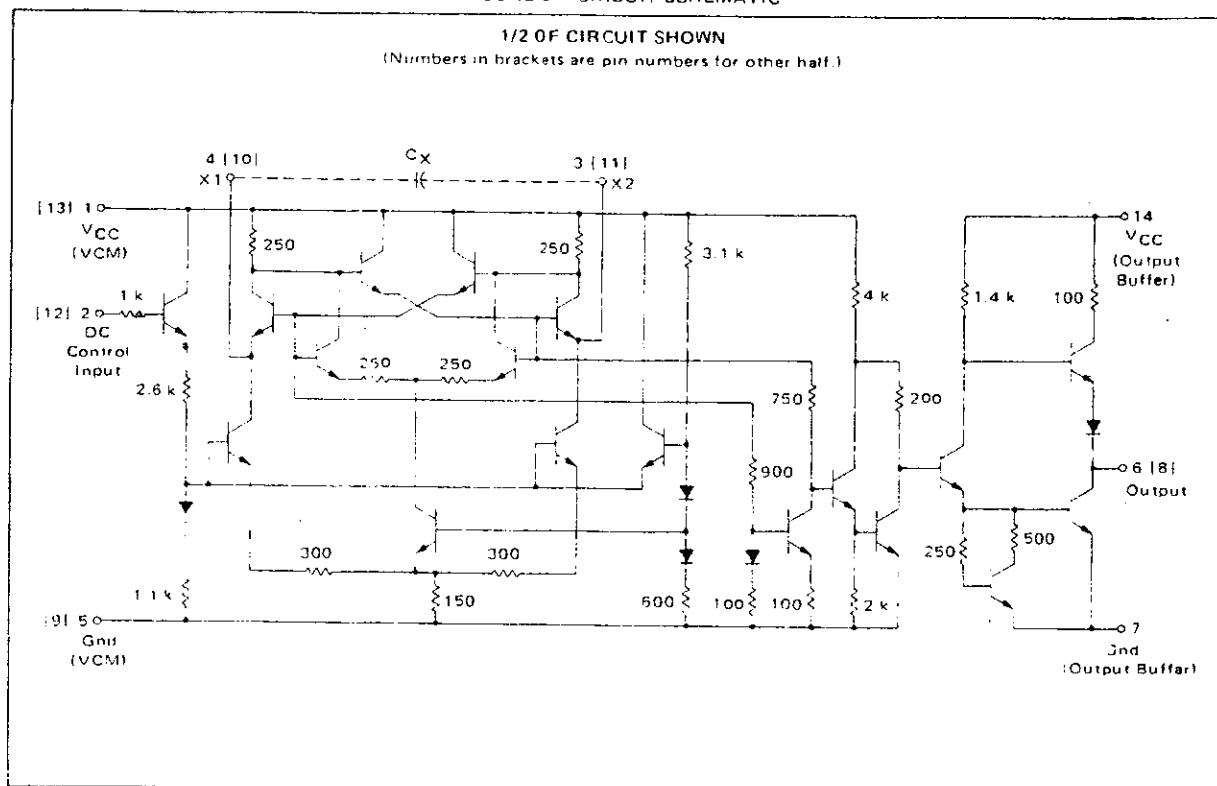 1/2 OF CIRCUIT SHOWN
(Numbers in brackets are pin numbers for other half.)
4 [10]
CX
3 [11]
X1
X2
[13] 1
VCC
(VCM)
250
250
3.1 k
4 k
1.4 k
100
14
VCC
(Output
Buffer)
1 k
[12] 2
DC
Control
Input
250
250
2.6 k
750
200
900
6 [8]
Output
300
300
250
500
1.1 k
150
600
100
100
2 k
[9] 5
Gnd
(VCM)
7
Gnd
(Output Buffer)